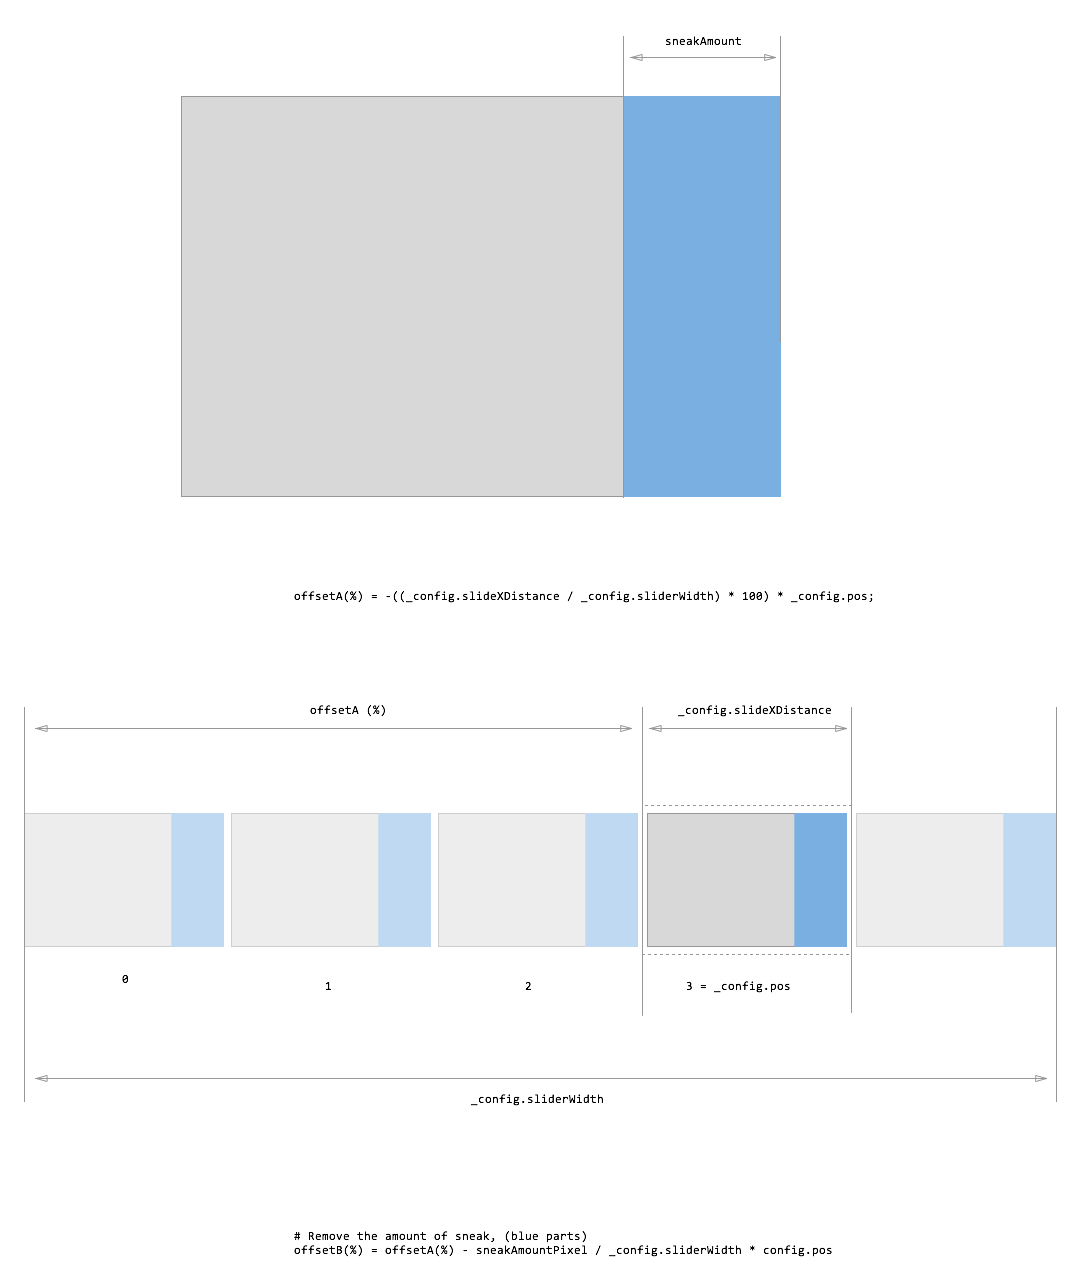 sneakAmount
offsetA(%) = -((_config.slideXDistance / _config.sliderWidth) * 100) * _config.pos;
offsetA (%)
_config.slideXDistance
0
1
2
3 = _config.pos
_config.sliderWidth
# Remove the amount of sneak, (blue parts)
offsetB(%) = offsetA(%) - sneakAmountPixel / _config.sliderWidth * config.pos